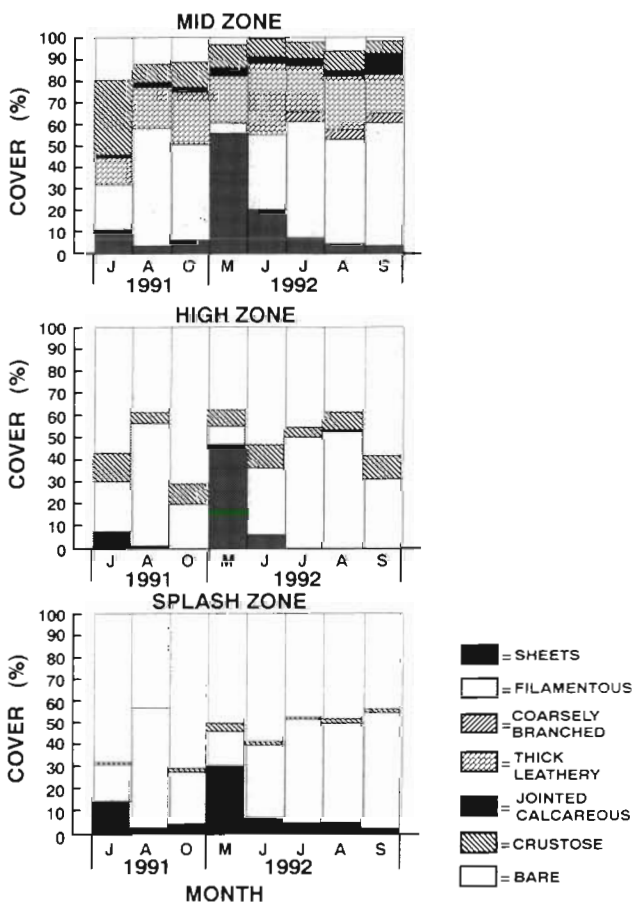 MID ZONE
COVER (%)
100
90
80
70
60
50
40
30
20
10
0
J A O M J J A S
1991 1992
HIGH ZONE
COVER (%)
100
90
80
70
60
50
40
30
20
10
0
J A O M J J A S
1991 1992
SPLASH ZONE
COVER (%)
100
90
80
70
60
50
40
30
20
10
0
J A O M J J A S
1991 1992
MONTH
= SHEETS
= FILAMENTOUS
= COARSELY
BRANCHED
= THICK
LEATHERY
= JOINTED
CALCAREOUS
= CRUSTOSE
= BARE